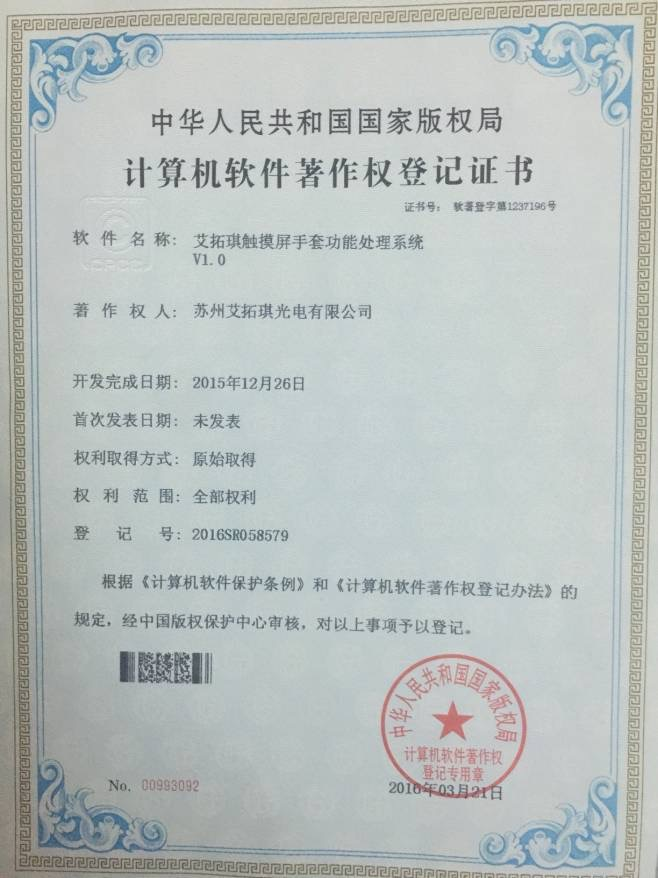 中华人民共和国国家版权局
计算机软件著作权登记证书
证书号： 软著登字第1237196号
软件名称： 艾拓琪触摸屏手套功能处理系统
V1.0
著作权人： 苏州艾拓琪光电有限公司
开发完成日期： 2015年12月26日
首次发表日期： 未发表
权利取得方式： 原始取得
权利范围： 全部权利
登记号： 2016SR058579
根据《计算机软件保护条例》和《计算机软件著作权登记办法》的
规定，经中国版权保护中心审核，对以上事项予以登记。
中华人民共和国国家版权局
计算机软件著作权
登记专用章
No. 00993092
2016年03月21日
CPCC